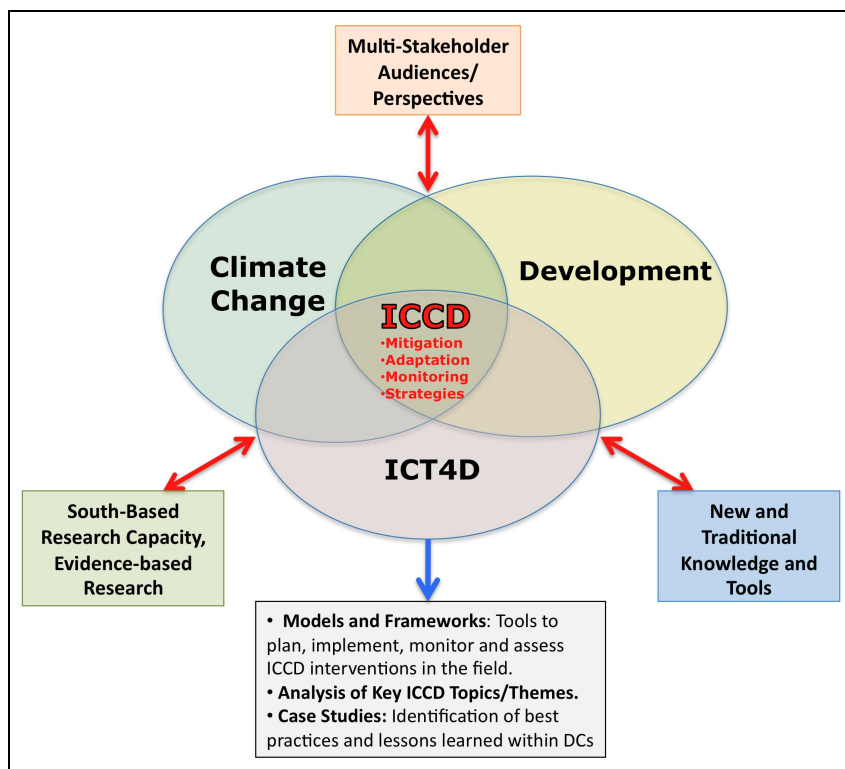 Multi-Stakeholder
Audiences/
Perspectives
Climate
Change
Development
ICCD
•Mitigation
•Adaptation
•Monitoring
•Strategies
ICT4D
South-Based
Research Capacity,
Evidence-based
Research
New and
Traditional
Knowledge and
Tools
• Models and Frameworks: Tools to
plan, implement, monitor and assess
ICCD interventions in the field.
• Analysis of Key ICCD Topics/Themes.
• Case Studies: Identification of best
practices and lessons learned within DCs